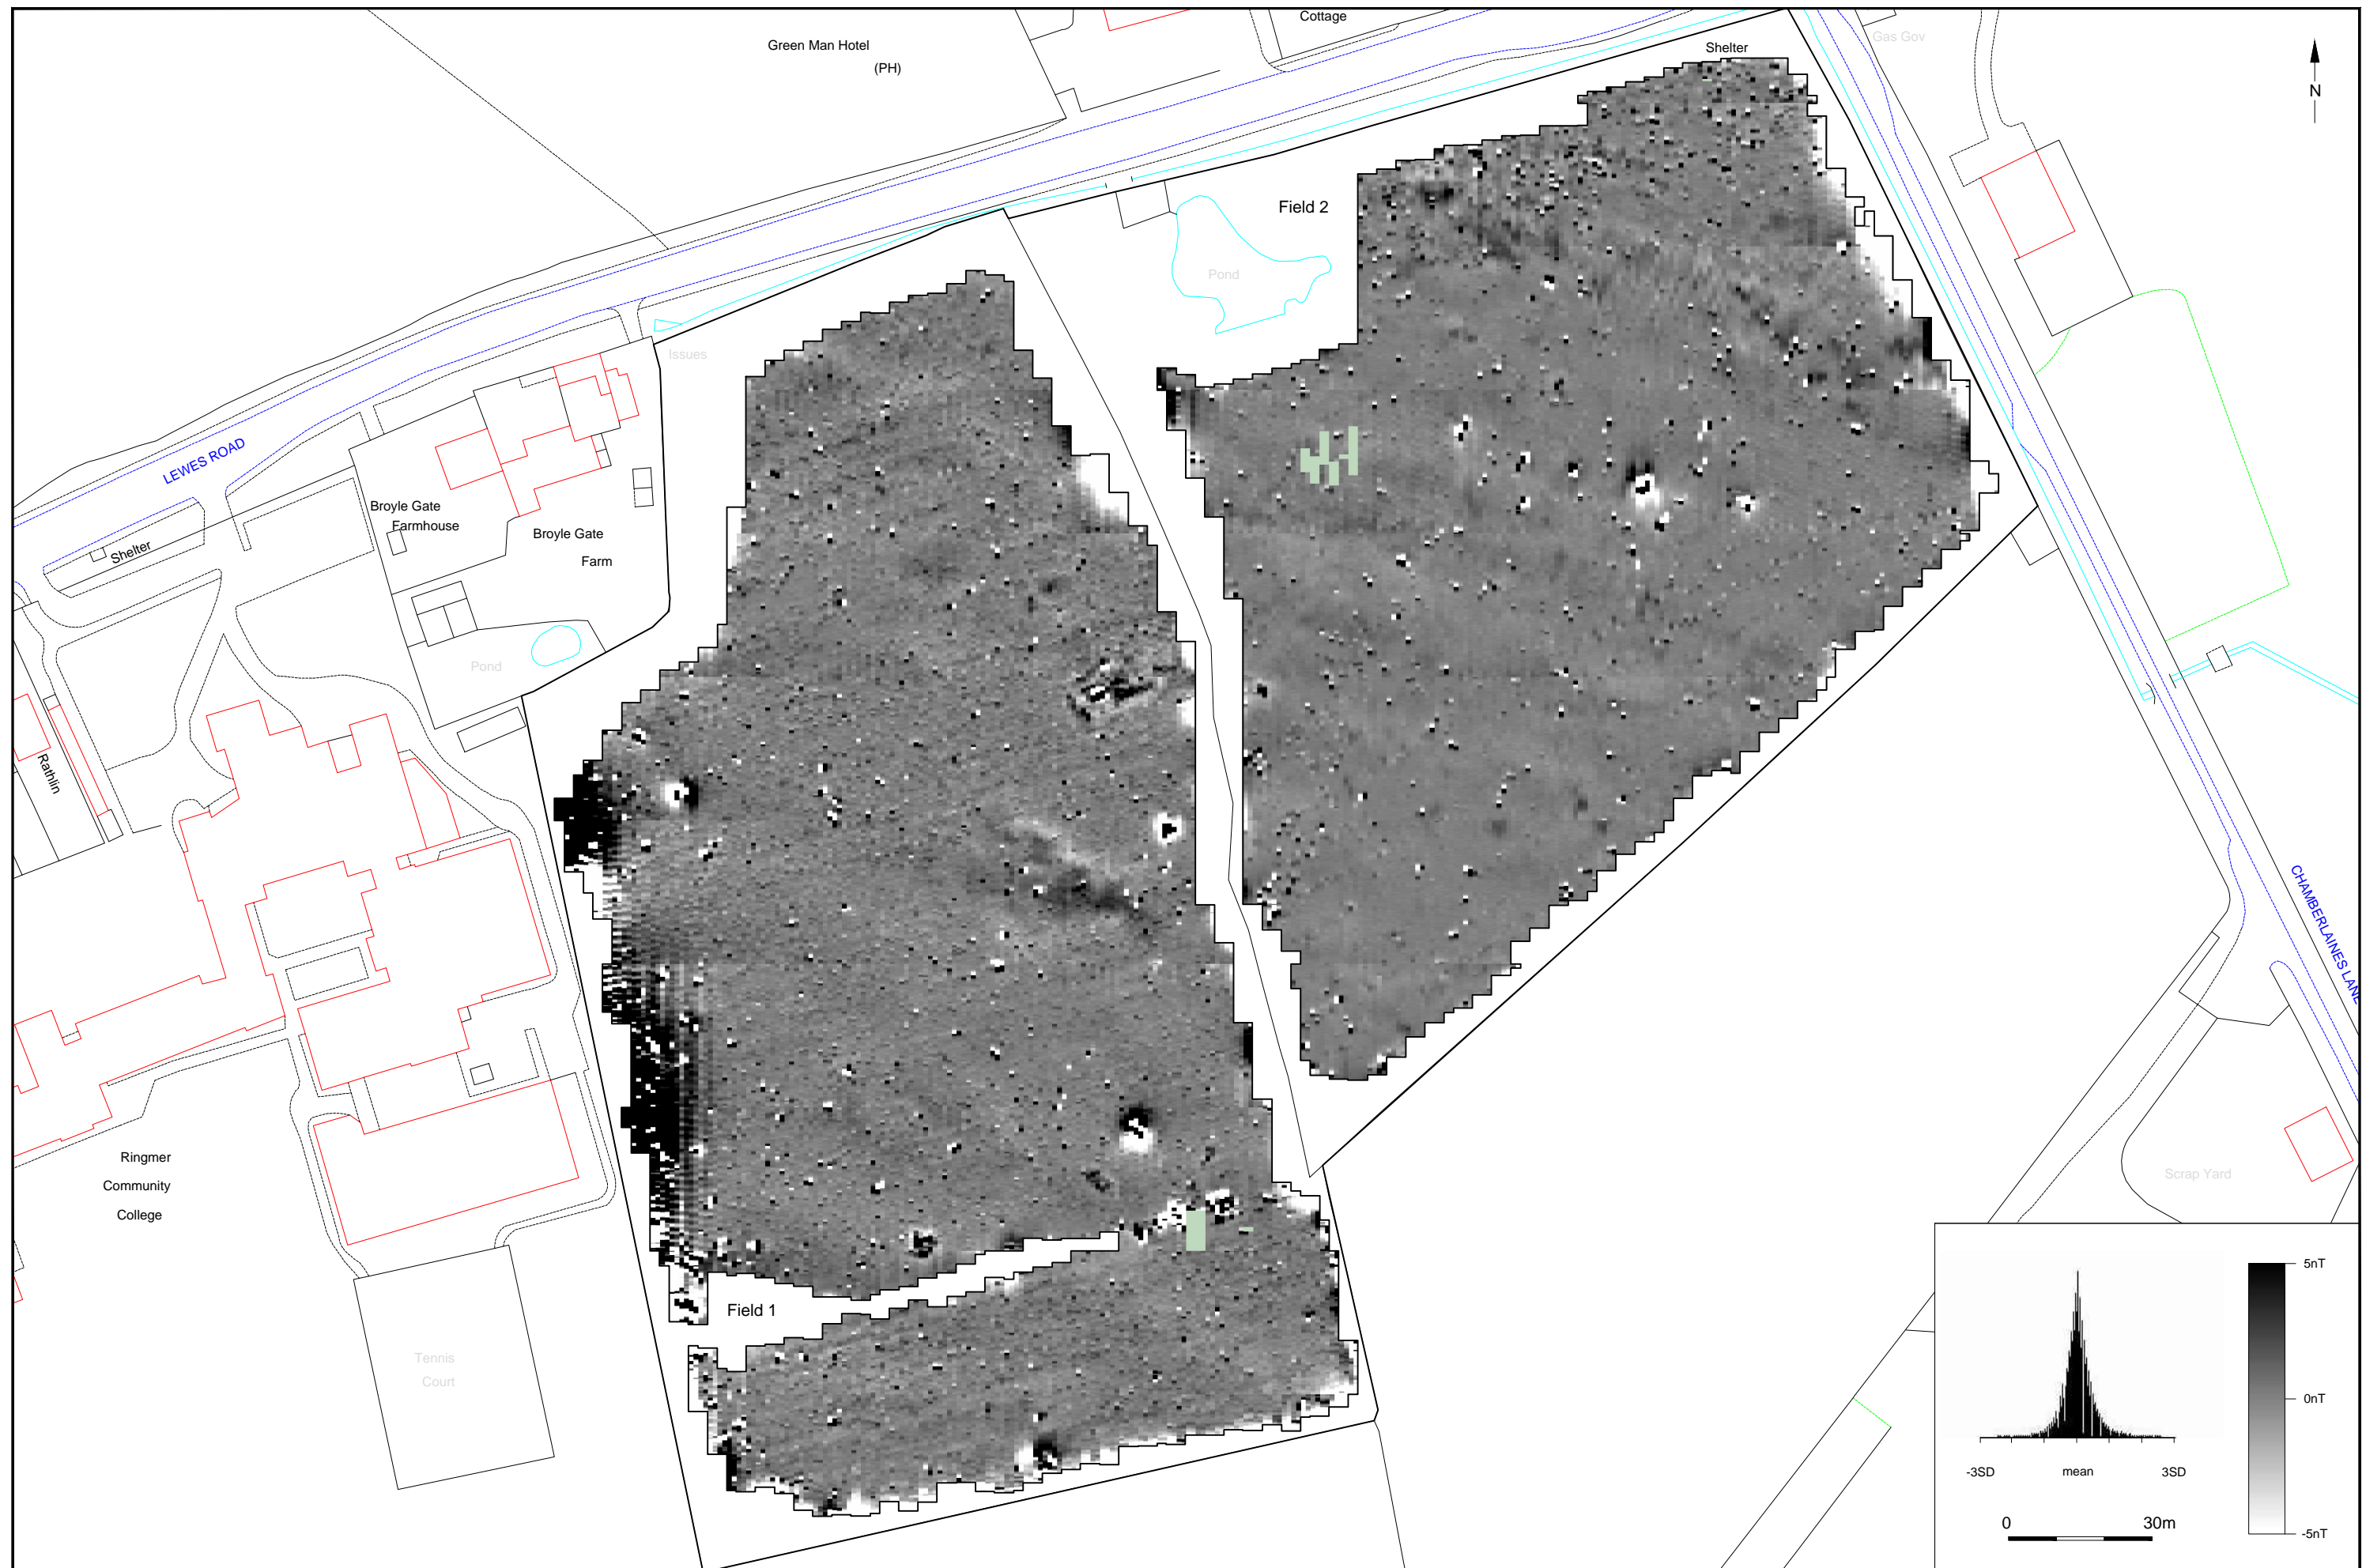 Cottage
Green Man Hotel
(PH)
Shelter
Gas Gov
N
Field 2
Pond
Issues
LEWES ROAD
Broyle Gate
Farmhouse
Shelter
Broyle Gate
Farm
Pond
Rathlin
CHAMBERLAINES LANE
Ringmer
Community
College
Scrap Yard
Field 1
Tennis
Court
5nT
0nT
-5nT
-3SD
mean
3SD
0
30m